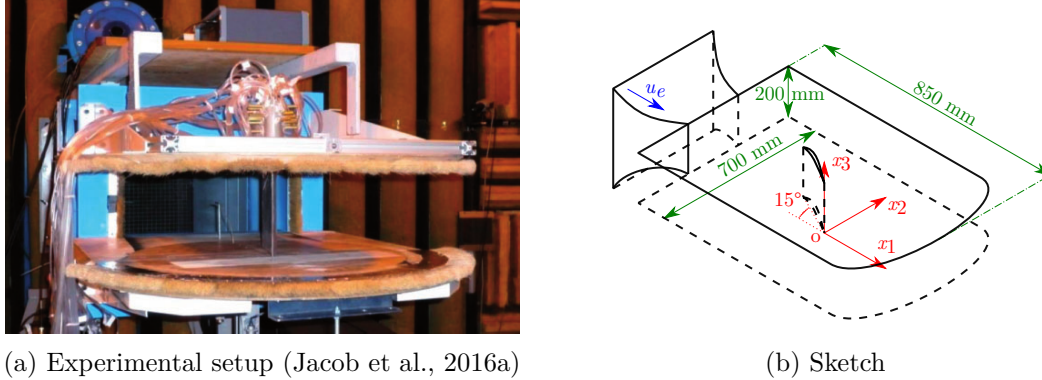 u_e
200 mm
850 mm
700 mm
x3
15°
x2
o
x1
(a) Experimental setup (Jacob et al., 2016a)
(b) Sketch